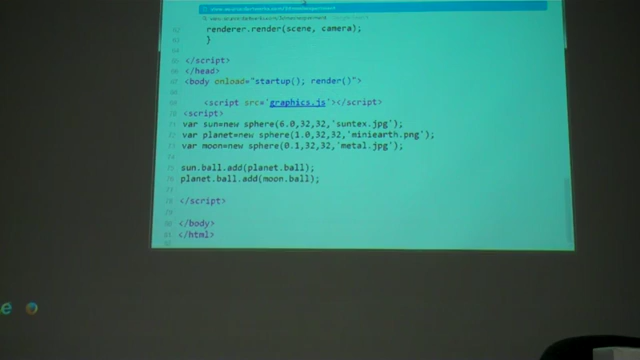 renderer.render(scene, camera);
}
</script>
</head>
<body onload="startup(); render()">
<script src='graphics.js'></script>
<script>
var sun=new sphere(6.0,32,32,'suntex.jpg');
var planet=new sphere(1.0,32,32,'miniearth.png');
var moon=new sphere(0.1,32,32,'metal.jpg');
sun.ball.add(planet.ball);
planet.ball.add(moon.ball);
</script>
</body>
</html>